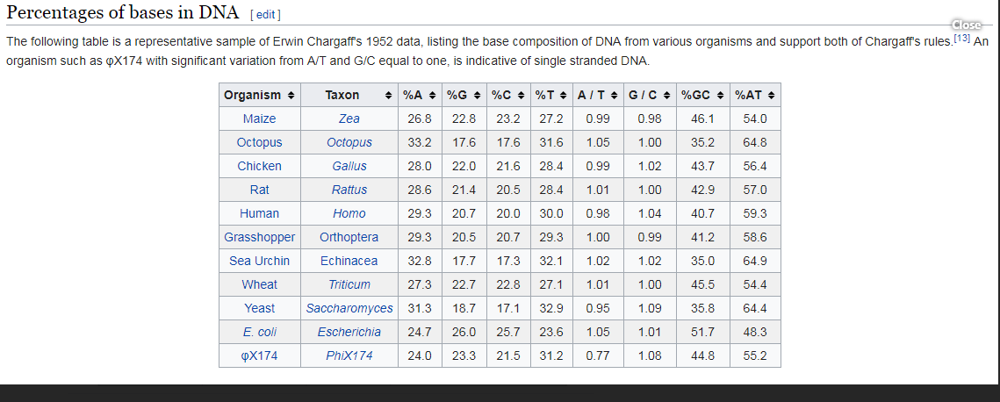 Percentages of bases in DNA [ edit ]
Close
The following table is a representative sample of Erwin Chargaff's 1952 data, listing the base composition of DNA from various organisms and support both of Chargaff's rules.[13] An
organism such as φX174 with significant variation from A/T and G/C equal to one, is indicative of single stranded DNA.
Organism Taxon %A %G %C %T A / T G / C %GC %AT
Maize Zea 26.8 22.8 23.2 27.2 0.99 0.98 46.1 54.0
Octopus Octopus 33.2 17.6 17.6 31.6 1.05 1.00 35.2 64.8
Chicken Gallus 28.0 22.0 21.6 28.4 0.99 1.02 43.7 56.4
Rat Rattus 28.6 21.4 20.5 28.4 1.01 1.00 42.9 57.0
Human Homo 29.3 20.7 20.0 30.0 0.98 1.04 40.7 59.3
Grasshopper Orthoptera 29.3 20.5 20.7 29.3 1.00 0.99 41.2 58.6
Sea Urchin Echinacea 32.8 17.7 17.3 32.1 1.02 1.02 35.0 64.9
Wheat Triticum 27.3 22.7 22.8 27.1 1.01 1.00 45.5 54.4
Yeast Saccharomyces 31.3 18.7 17.1 32.9 0.95 1.09 35.8 64.4
E. coli Escherichia 24.7 26.0 25.7 23.6 1.05 1.01 51.7 48.3
φX174 PhiX174 24.0 23.3 21.5 31.2 0.77 1.08 44.8 55.2